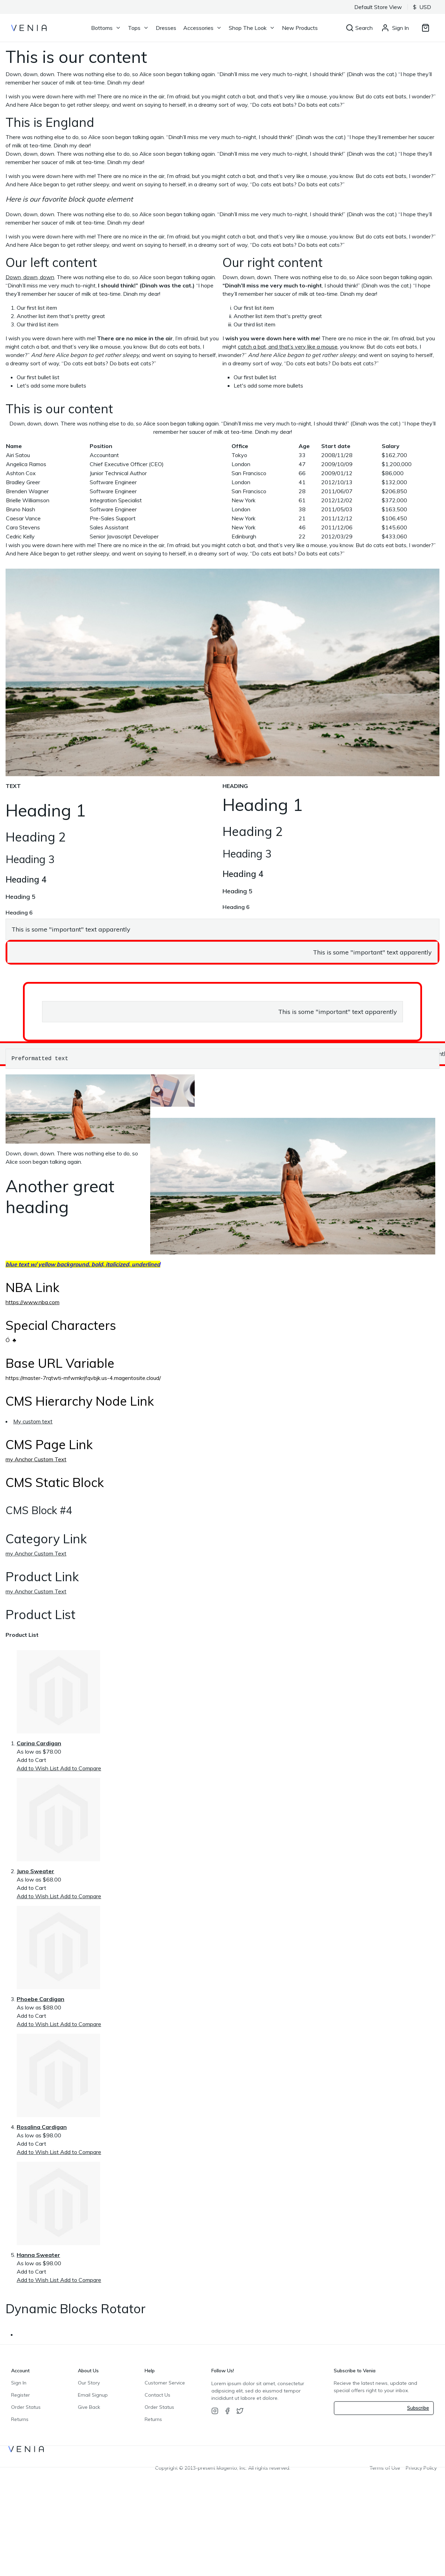 Default Store View $ USD
VENIA Bottoms Tops Dresses Accessories Shop The Look New Products Search Sign In
This is our content
Down, down, down. There was nothing else to do, so Alice soon began talking again. “Dinah’ll miss me very much to-night, I should think!” (Dinah was the cat.) “I hope they’ll
remember her saucer of milk at tea-time. Dinah my dear!
I wish you were down here with me! There are no mice in the air, I’m afraid, but you might catch a bat, and that’s very like a mouse, you know. But do cats eat bats, I wonder?”
And here Alice began to get rather sleepy, and went on saying to herself, in a dreamy sort of way, “Do cats eat bats? Do bats eat cats?”
This is England
There was nothing else to do, so Alice soon began talking again. “Dinah’ll miss me very much to-night, I should think!” (Dinah was the cat.) “I hope they’ll remember her saucer
of milk at tea-time. Dinah my dear!
Down, down, down. There was nothing else to do, so Alice soon began talking again. “Dinah’ll miss me very much to-night, I should think!” (Dinah was the cat.) “I hope they’ll
remember her saucer of milk at tea-time. Dinah my dear!
I wish you were down here with me! There are no mice in the air, I’m afraid, but you might catch a bat, and that’s very like a mouse, you know. But do cats eat bats, I wonder?”
And here Alice began to get rather sleepy, and went on saying to herself, in a dreamy sort of way, “Do cats eat bats? Do bats eat cats?”
Here is our favorite block quote element
Down, down, down. There was nothing else to do, so Alice soon began talking again. “Dinah’ll miss me very much to-night, I should think!” (Dinah was the cat.) “I hope they’ll
remember her saucer of milk at tea-time. Dinah my dear!
I wish you were down here with me! There are no mice in the air, I’m afraid, but you might catch a bat, and that’s very like a mouse, you know. But do cats eat bats, I wonder?”
And here Alice began to get rather sleepy, and went on saying to herself, in a dreamy sort of way, “Do cats eat bats? Do bats eat cats?”
Our left content
Down, down, down. There was nothing else to do, so Alice soon began talking again.
“Dinah’ll miss me very much to-night, I should think!” (Dinah was the cat.) “I hope
they’ll remember her saucer of milk at tea-time. Dinah my dear!
1. Our first list item
2. Another list item that's pretty great
3. Our third list item
I wish you were down here with me! There are no mice in the air, I’m afraid, but you
might catch a bat, and that’s very like a mouse, you know. But do cats eat bats, I
wonder?” And here Alice began to get rather sleepy, and went on saying to herself, in
a dreamy sort of way, “Do cats eat bats? Do bats eat cats?”
Our first bullet list
Let's add some more bullets
Our right content
Down, down, down. There was nothing else to do, so Alice soon began talking again.
“Dinah’ll miss me very much to-night, I should think!” (Dinah was the cat.) “I hope
they’ll remember her saucer of milk at tea-time. Dinah my dear!
i. Our first list item
ii. Another list item that's pretty great
iii. Our third list item
I wish you were down here with me! There are no mice in the air, I’m afraid, but you
might catch a bat, and that’s very like a mouse, you know. But do cats eat bats, I
wonder?” And here Alice began to get rather sleepy, and went on saying to herself,
in a dreamy sort of way, “Do cats eat bats? Do bats eat cats?”
Our first bullet list
Let's add some more bullets
This is our content
Down, down, down. There was nothing else to do, so Alice soon began talking again. “Dinah’ll miss me very much to-night, I should think!” (Dinah was the cat.) “I hope they’ll
remember her saucer of milk at tea-time. Dinah my dear!
Name Position Office Age Start date Salary
Airi Satou Accountant Tokyo 33 2008/11/28 $162,700
Angelica Ramos Chief Executive Officer (CEO) London 47 2009/10/09 $1,200,000
Ashton Cox Junior Technical Author San Francisco 66 2009/01/12 $86,000
Bradley Greer Software Engineer London 41 2012/10/13 $132,000
Brenden Wagner Software Engineer San Francisco 28 2011/06/07 $206,850
Brielle Williamson Integration Specialist New York 61 2012/12/02 $372,000
Bruno Nash Software Engineer London 38 2011/05/03 $163,500
Caesar Vance Pre-Sales Support New York 21 2011/12/12 $106,450
Cara Stevens Sales Assistant New York 46 2011/12/06 $145,600
Cedric Kelly Senior Javascript Developer Edinburgh 22 2012/03/29 $433,060
I wish you were down here with me! There are no mice in the air, I’m afraid, but you might catch a bat, and that’s very like a mouse, you know. But do cats eat bats, I wonder?”
And here Alice began to get rather sleepy, and went on saying to herself, in a dreamy sort of way, “Do cats eat bats? Do bats eat cats?”
TEXT
Heading 1
Heading 2
Heading 3
Heading 4
Heading 5
Heading 6
HEADING
Heading 1
Heading 2
Heading 3
Heading 4
Heading 5
Heading 6
This is some "important" text apparently
This is some "important" text apparently
This is some "important" text apparently
Preformatted text
Down, down, down. There was nothing else to do, so
Alice soon began talking again.
Another great
heading
blue text w/ yellow background, bold, italicized, underlined
NBA Link
https://www.nba.com
Special Characters
Ö ♣
Base URL Variable
https://master-7rqtwti-mfwmkrjfqvbjk.us-4.magentosite.cloud/
CMS Hierarchy Node Link
My custom text
CMS Page Link
my Anchor Custom Text
CMS Static Block
CMS Block #4
Category Link
my Anchor Custom Text
Product Link
my Anchor Custom Text
Product List
Product List
1. Carina Cardigan
As low as $78.00
Add to Cart
Add to Wish List Add to Compare
2. Juno Sweater
As low as $68.00
Add to Cart
Add to Wish List Add to Compare
3. Phoebe Cardigan
As low as $88.00
Add to Cart
Add to Wish List Add to Compare
4. Rosalina Cardigan
As low as $98.00
Add to Cart
Add to Wish List Add to Compare
5. Hanna Sweater
As low as $98.00
Add to Cart
Add to Wish List Add to Compare
Dynamic Blocks Rotator
Account
Sign In
Register
Order Status
Returns
About Us
Our Story
Email Signup
Give Back
Help
Customer Service
Contact Us
Order Status
Returns
Follow Us!
Lorem ipsum dolor sit amet, consectetur
adipiscing elit, sed do eiusmod tempor
incididunt ut labore et dolore.
Subscribe to Venia
Recieve the latest news, update and
special offers right to your inbox.
Subscribe
VENIA
Copyright © 2013-present Magento, Inc. All rights reserved.
Terms of Use Privacy Policy